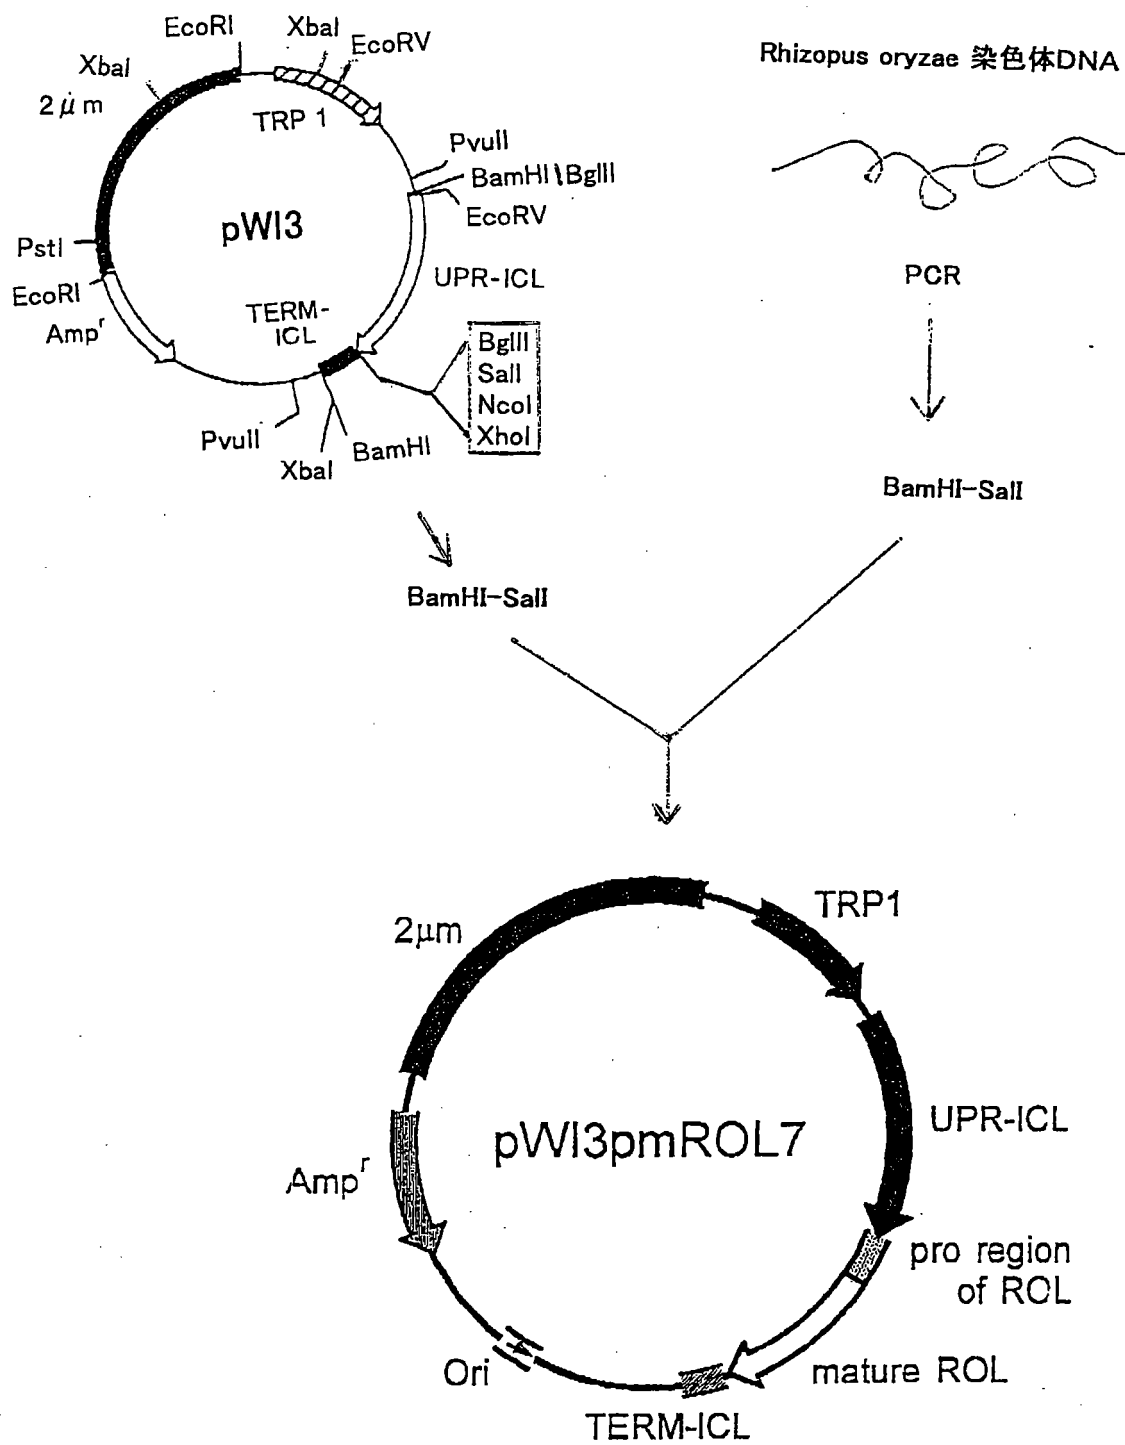 EcoRI
XbaI
EcoRV
XbaI
2μm
TRP 1
PvuII
BamHI\BglII
EcoRV
pWI3
PstI
EcoRI
Ampʳ
UPR-ICL
TERM-
ICL
BglII
SalI
NcoI
XhoI
PvuII
XbaI
BamHI
Rhizopus oryzae 染色体DNA
PCR
BamHI-SalI
BamHI-SalI
2μm
TRP1
pWI3pmROL7
UPR-ICL
Ampʳ
pro region
of ROL
Ori
mature ROL
TERM-ICL